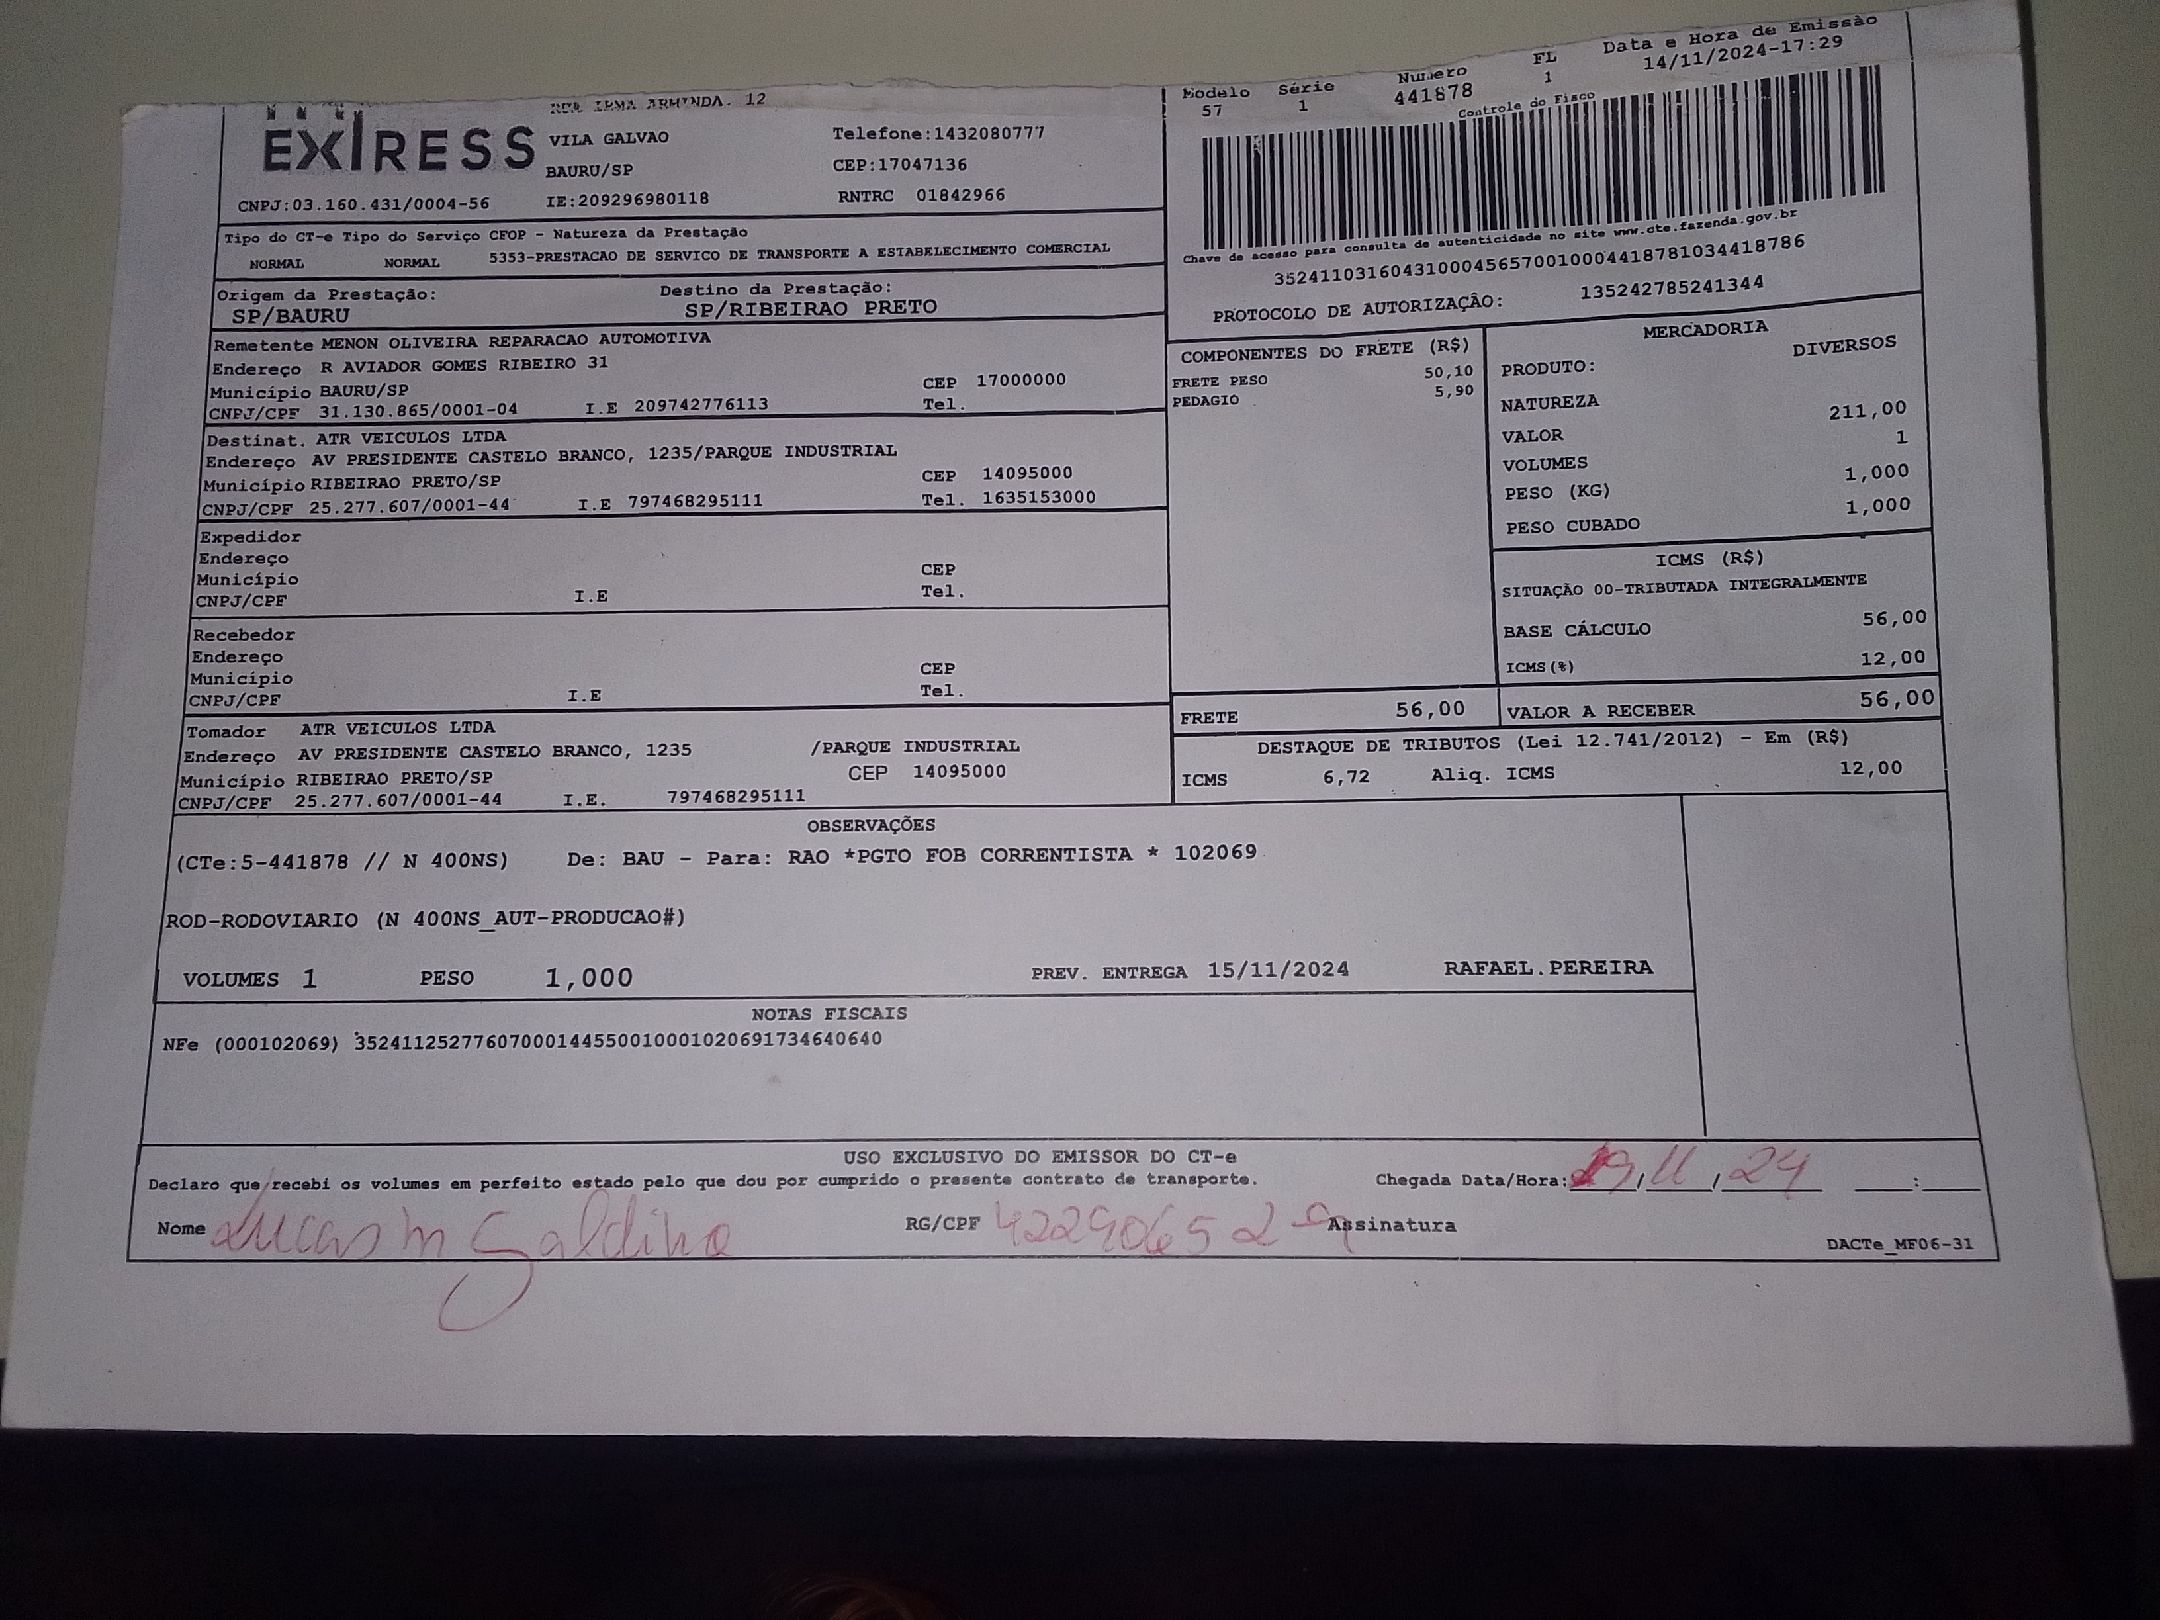 Data e Hora de Emissão
Modelo Série Numero FL 14/11/2024-17:29
57 1 441878 1
Controle do Fisco
ARMINDA. 12
EXPRESS
VILA GALVAO Telefone:1432080777
BAURU/SP CEP:17047136
CNPJ:03.160.431/0004-56 IE:209296980118 RNTRC 01842966
Chave de acesso para consulta de autenticidade no site www.cte.fazenda.gov.br
35241103160431000456570010004418781034418786
PROTOCOLO DE AUTORIZAÇÃO: 135242785241344
Tipo do CT-e Tipo do Serviço CFOP - Natureza da Prestação
NORMAL NORMAL 5353-PRESTACAO DE SERVICO DE TRANSPORTE A ESTABELECIMENTO COMERCIAL
Origem da Prestação: Destino da Prestação:
SP/BAURU SP/RIBEIRAO PRETO
Remetente MENON OLIVEIRA REPARACAO AUTOMOTIVA
Endereço R AVIADOR GOMES RIBEIRO 31
Município BAURU/SP CEP 17000000
CNPJ/CPF 31.130.865/0001-04 I.E 209742776113 Tel.
Destinat. ATR VEICULOS LTDA
Endereço AV PRESIDENTE CASTELO BRANCO, 1235/PARQUE INDUSTRIAL
Município RIBEIRAO PRETO/SP CEP 14095000
CNPJ/CPF 25.277.607/0001-44 I.E 797468295111 Tel. 1635153000
Expedidor
Endereço
Município CEP
CNPJ/CPF I.E Tel.
Recebedor
Endereço
Município CEP
CNPJ/CPF I.E Tel.
Tomador ATR VEICULOS LTDA
Endereço AV PRESIDENTE CASTELO BRANCO, 1235 /PARQUE INDUSTRIAL
Município RIBEIRAO PRETO/SP CEP 14095000
CNPJ/CPF 25.277.607/0001-44 I.E. 797468295111
COMPONENTES DO FRETE (R$)
FRETE PESO 50,10
PEDAGIO 5,90
MERCADORIA
PRODUTO: DIVERSOS
NATUREZA
VALOR 211,00
VOLUMES 1
PESO (KG) 1,000
PESO CUBADO 1,000
ICMS (R$)
SITUAÇÃO 00-TRIBUTADA INTEGRALMENTE
BASE CÁLCULO 56,00
ICMS(%) 12,00
FRETE 56,00 VALOR A RECEBER 56,00
DESTAQUE DE TRIBUTOS (Lei 12.741/2012) - Em (R$)
ICMS 6,72 Aliq. ICMS 12,00
OBSERVAÇÕES
(CTe:5-441878 // N 400NS) De: BAU - Para: RAO *PGTO FOB CORRENTISTA * 102069
ROD-RODOVIARIO (N 400NS_AUT-PRODUCAO#)
VOLUMES 1 PESO 1,000 PREV. ENTREGA 15/11/2024 RAFAEL.PEREIRA
NOTAS FISCAIS
NFe (000102069) 35241125277607000144550010001020691734640640
USO EXCLUSIVO DO EMISSOR DO CT-e
Declaro que recebi os volumes em perfeito estado pelo que dou por cumprido o presente contrato de transporte. Chegada Data/Hora: / 11 / 24 :
Nome Lucas M Galdino RG/CPF Assinatura
DACTe_MF06-31